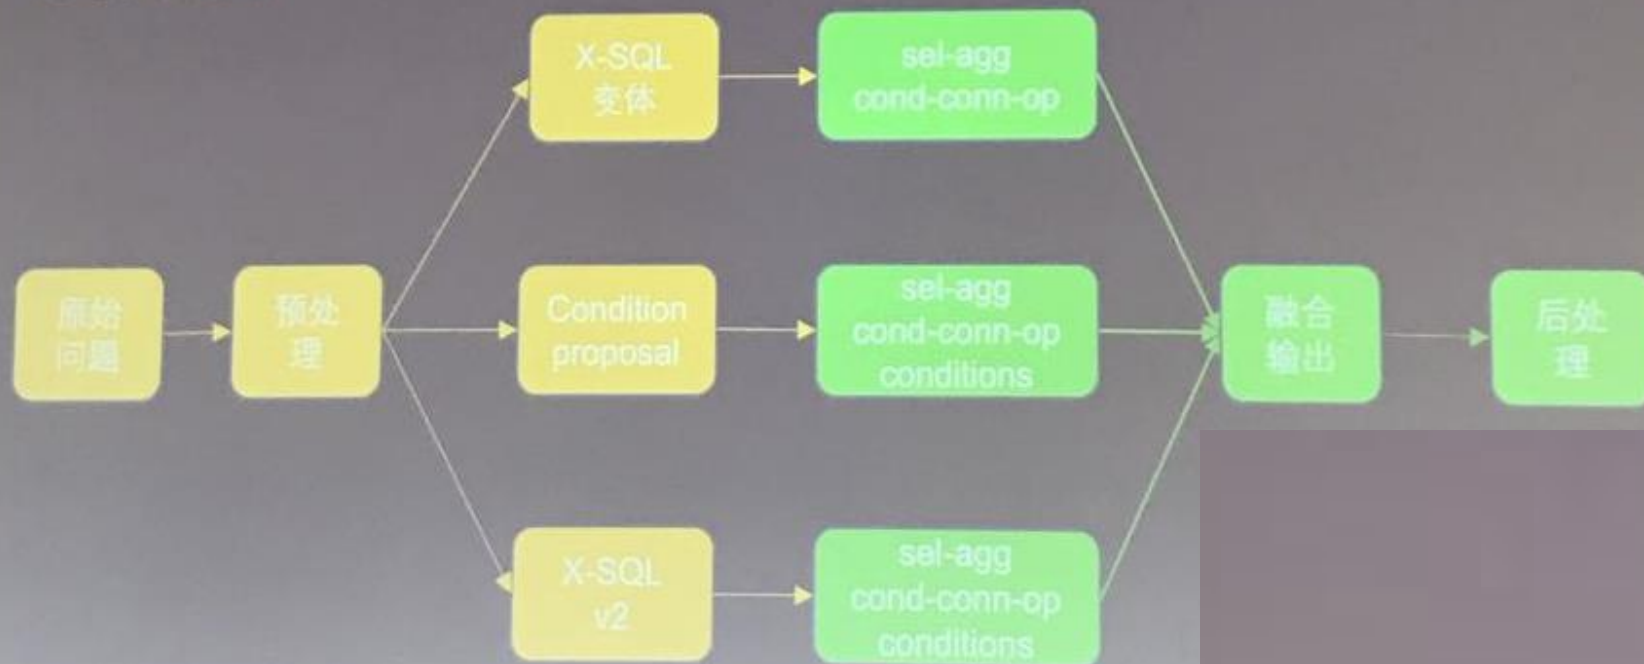 X-SQL
变体
sel-agg
cond-conn-op
原始
问题
预处
理
Condition
proposal
sel-agg
cond-conn-op
conditions
融合
输出
后处
理
X-SQL
v2
sel-agg
cond-conn-op
conditions